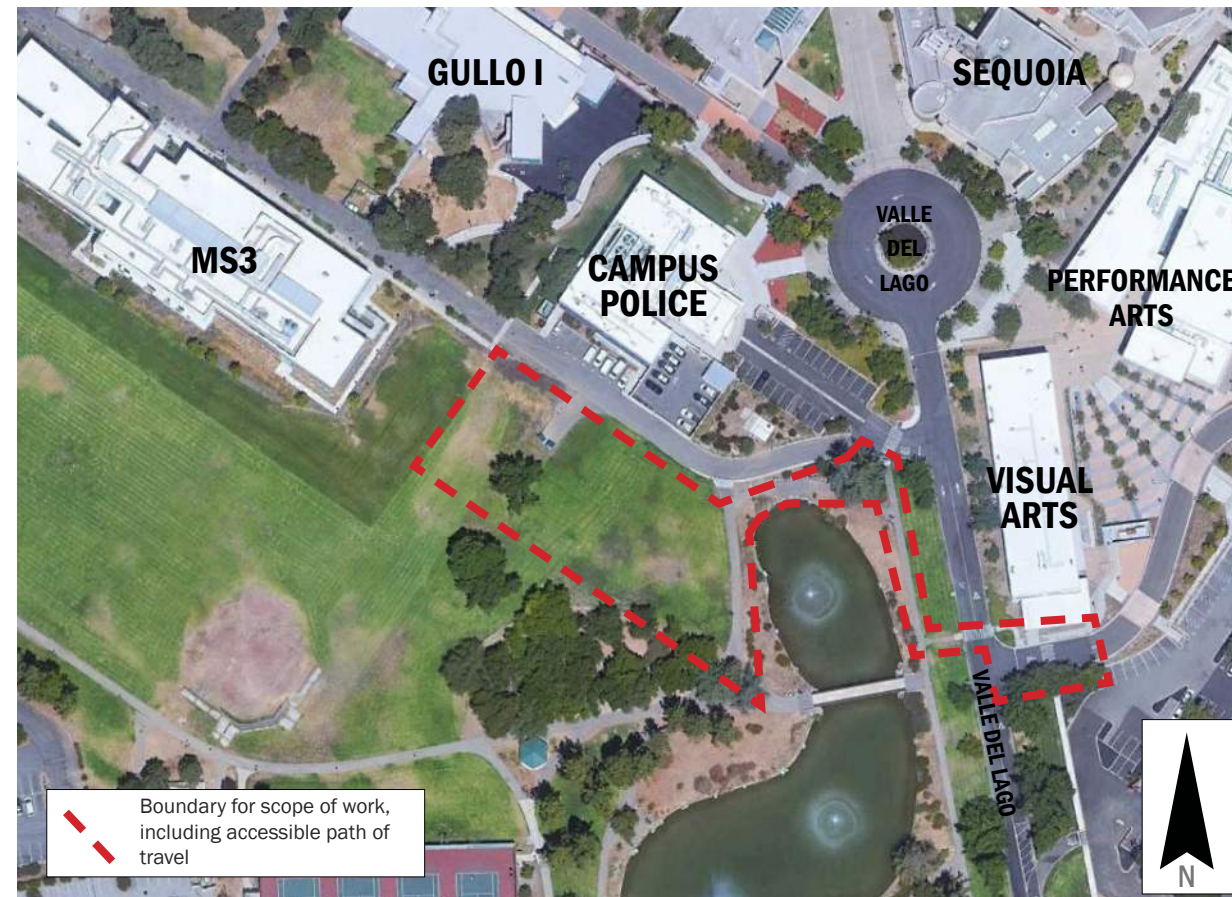 GULLO I
SEQUOIA
MS3
CAMPUS
POLICE
VALLE
DEL
LAGO
PERFORMANCE
ARTS
VISUAL
ARTS
VALLE DEL LAGO
Boundary for scope of work,
including accessible path of
travel
N